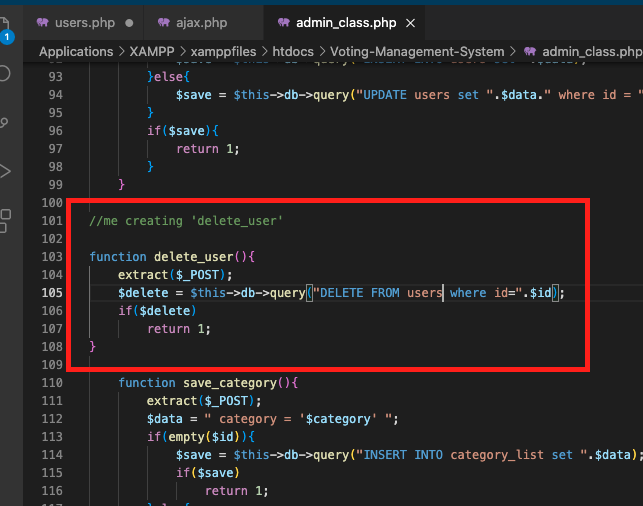 users.php
ajax.php
admin_class.php
1
Applications > XAMPP > xamppfiles > htdocs > Voting-Management-System > admin_class.php
93 }else{
94 $save = $this->db->query("UPDATE users set ".$data." where id = "
95 }
96 if($save){
97 return 1;
98 }
99 }
100
101 //me creating 'delete_user'
102
103 function delete_user(){
104 extract($_POST);
105 $delete = $this->db->query("DELETE FROM users where id=".$id);
106 if($delete)
107 return 1;
108 }
109
110 function save_category(){
111 extract($_POST);
112 $data = " category = '$category' ";
113 if(empty($id)){
114 $save = $this->db->query("INSERT INTO category_list set ".$data);
115 if($save)
116 return 1;